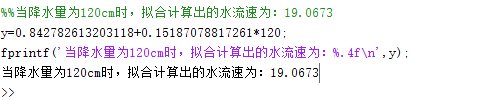 %%当降水量为120cm时，拟合计算出的水流速为：19.0673
y=0.842782613203118+0.15187078817261*120;
fprintf('当降水量为120cm时，拟合计算出的水流速为：%.4f\n',y);
当降水量为120cm时，拟合计算出的水流速为：19.0673
>>